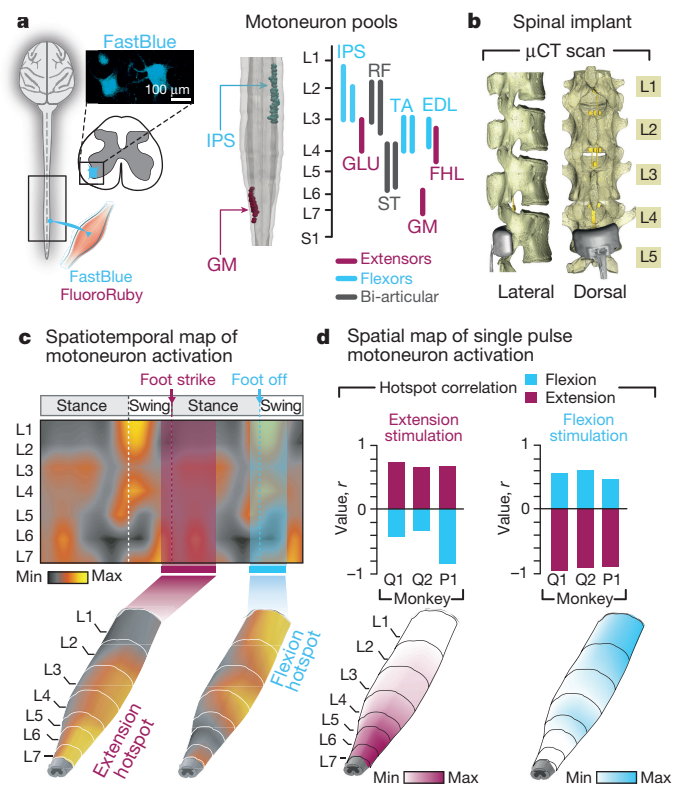 a
FastBlue
100 μm
FastBlue
FluoroRuby
Motoneuron pools
IPS
GM
L1
L2
L3
L4
L5
L6
L7
S1
IPS
RF
TA
EDL
GLU
FHL
ST
GM
Extensors
Flexors
Bi-articular
b Spinal implant
μCT scan
L1
L2
L3
L4
L5
Lateral Dorsal
c Spatiotemporal map of
motoneuron activation
Foot strike Foot off
Stance Swing Stance Swing
L1
L2
L3
L4
L5
L6
L7
Min Max
L1
L2
L3
L4
L5
L6
L7
Extension
hotspot
Flexion
hotspot
d Spatial map of single pulse
motoneuron activation
Hotspot correlation
Flexion
Extension
Extension
stimulation
Value, r
1
0
−1
Q1 Q2 P1
Monkey
Flexion
stimulation
Value, r
1
0
−1
Q1 Q2 P1
Monkey
L1
L2
L3
L4
L5
L6
L7
Min Max
Min Max